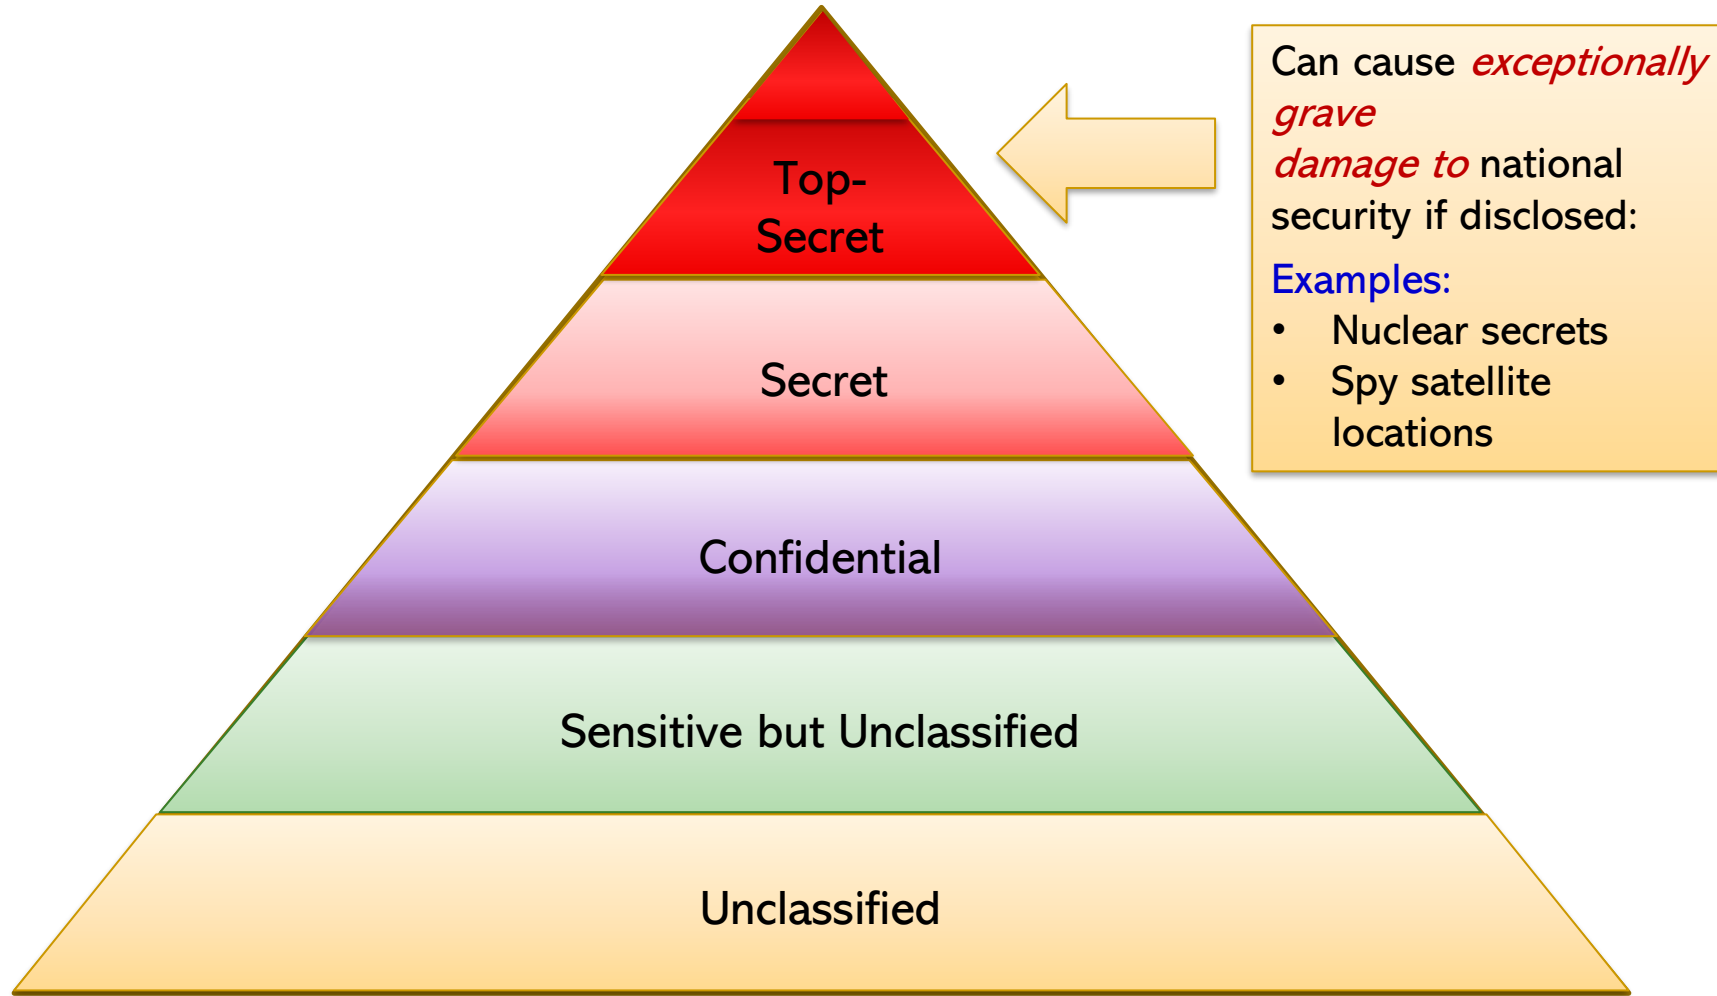 Top-
Secret
Secret
Confidential
Sensitive but Unclassified
Unclassified
Can cause exceptionally
grave
damage to national
security if disclosed:
Examples:
• Nuclear secrets
• Spy satellite
locations